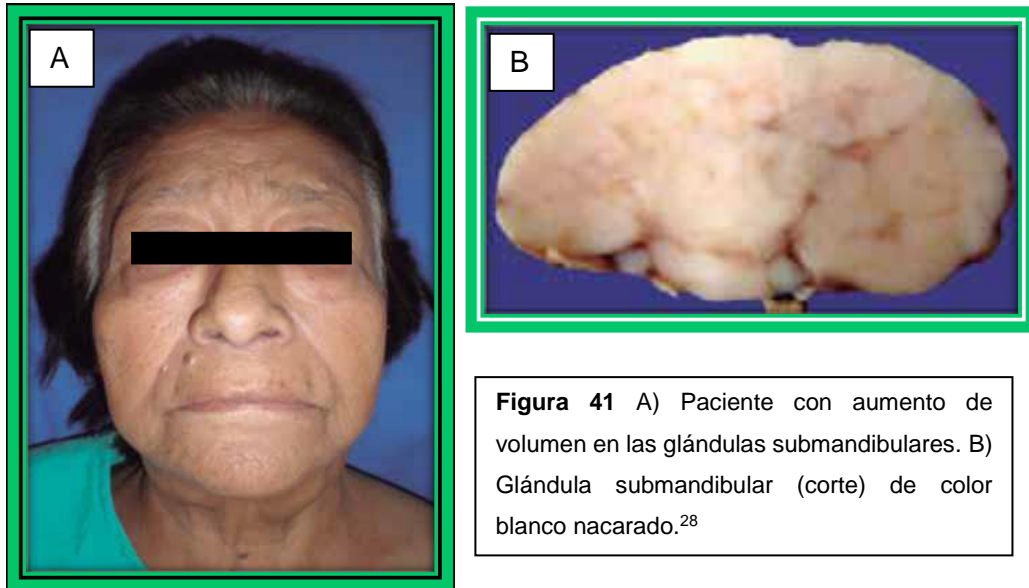 A
B
Figura 41 A) Paciente con aumento de
volumen en las glándulas submandibulares. B)
Glándula submandibular (corte) de color
blanco nacarado.28